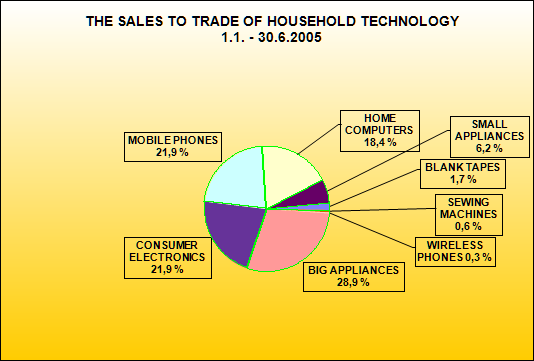 THE SALES TO TRADE OF HOUSEHOLD TECHNOLOGY
1.1. - 30.6.2005
HOME
COMPUTERS
18,4 %
SMALL
APPLIANCES
6,2 %
MOBILE PHONES
21,9 %
BLANK TAPES
1,7 %
SEWING
MACHINES
0,6 %
WIRELESS
PHONES 0,3 %
CONSUMER
ELECTRONICS
21,9 %
BIG APPLIANCES
28,9 %